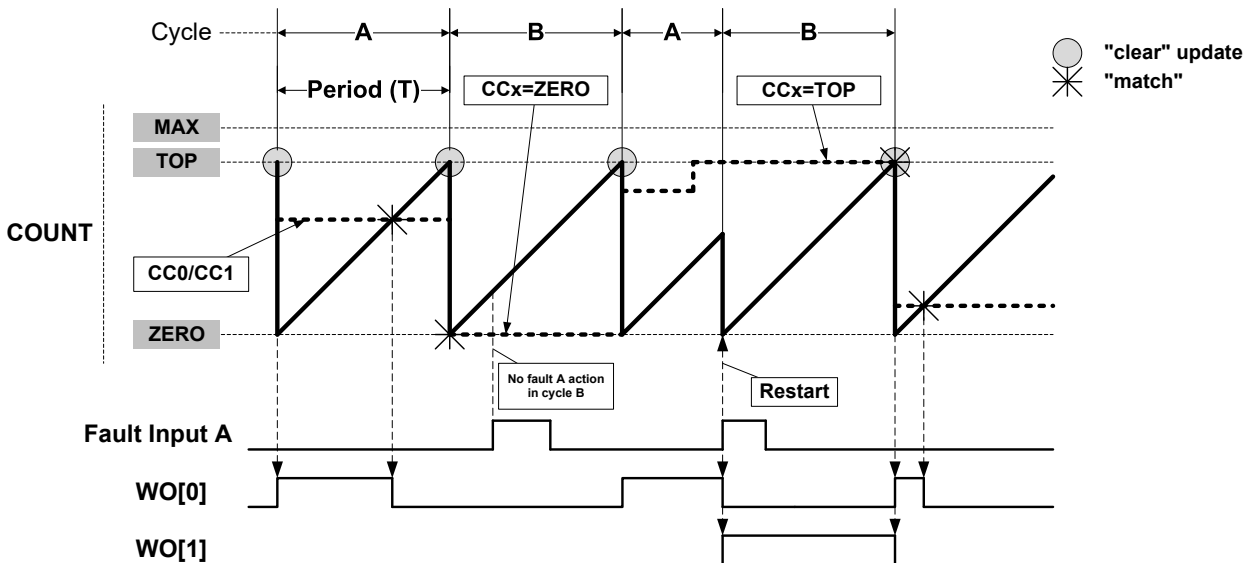 Cycle
A
B
A
B
"clear" update
"match"
Period (T)
CCx=ZERO
CCx=TOP
MAX
TOP
COUNT
CC0/CC1
ZERO
No fault A action
in cycle B
Restart
Fault Input A
WO[0]
WO[1]